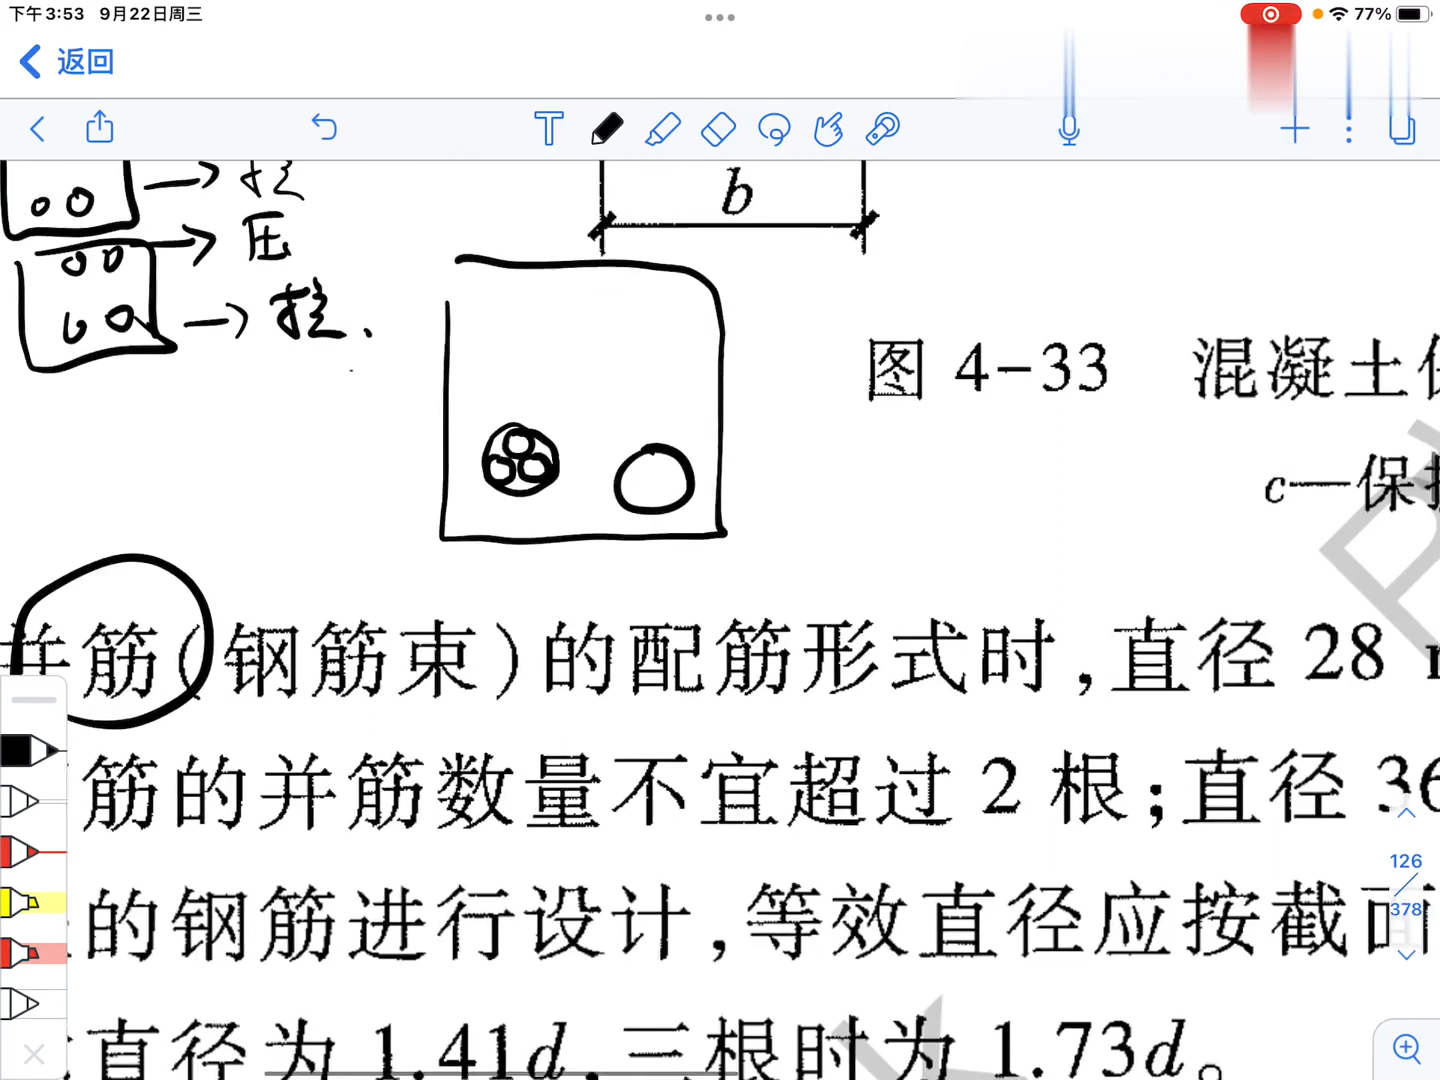 下午3:53 9月22日周三
77%
返回
T
b
压
图 4-33 混凝土
c—保护
并筋(钢筋束)的配筋形式时,直径 28
筋的并筋数量不宜超过 2 根;直径 36
的钢筋进行设计,等效直径应按截面
直径为 1.41d,三根时为 1.73d。
126
378